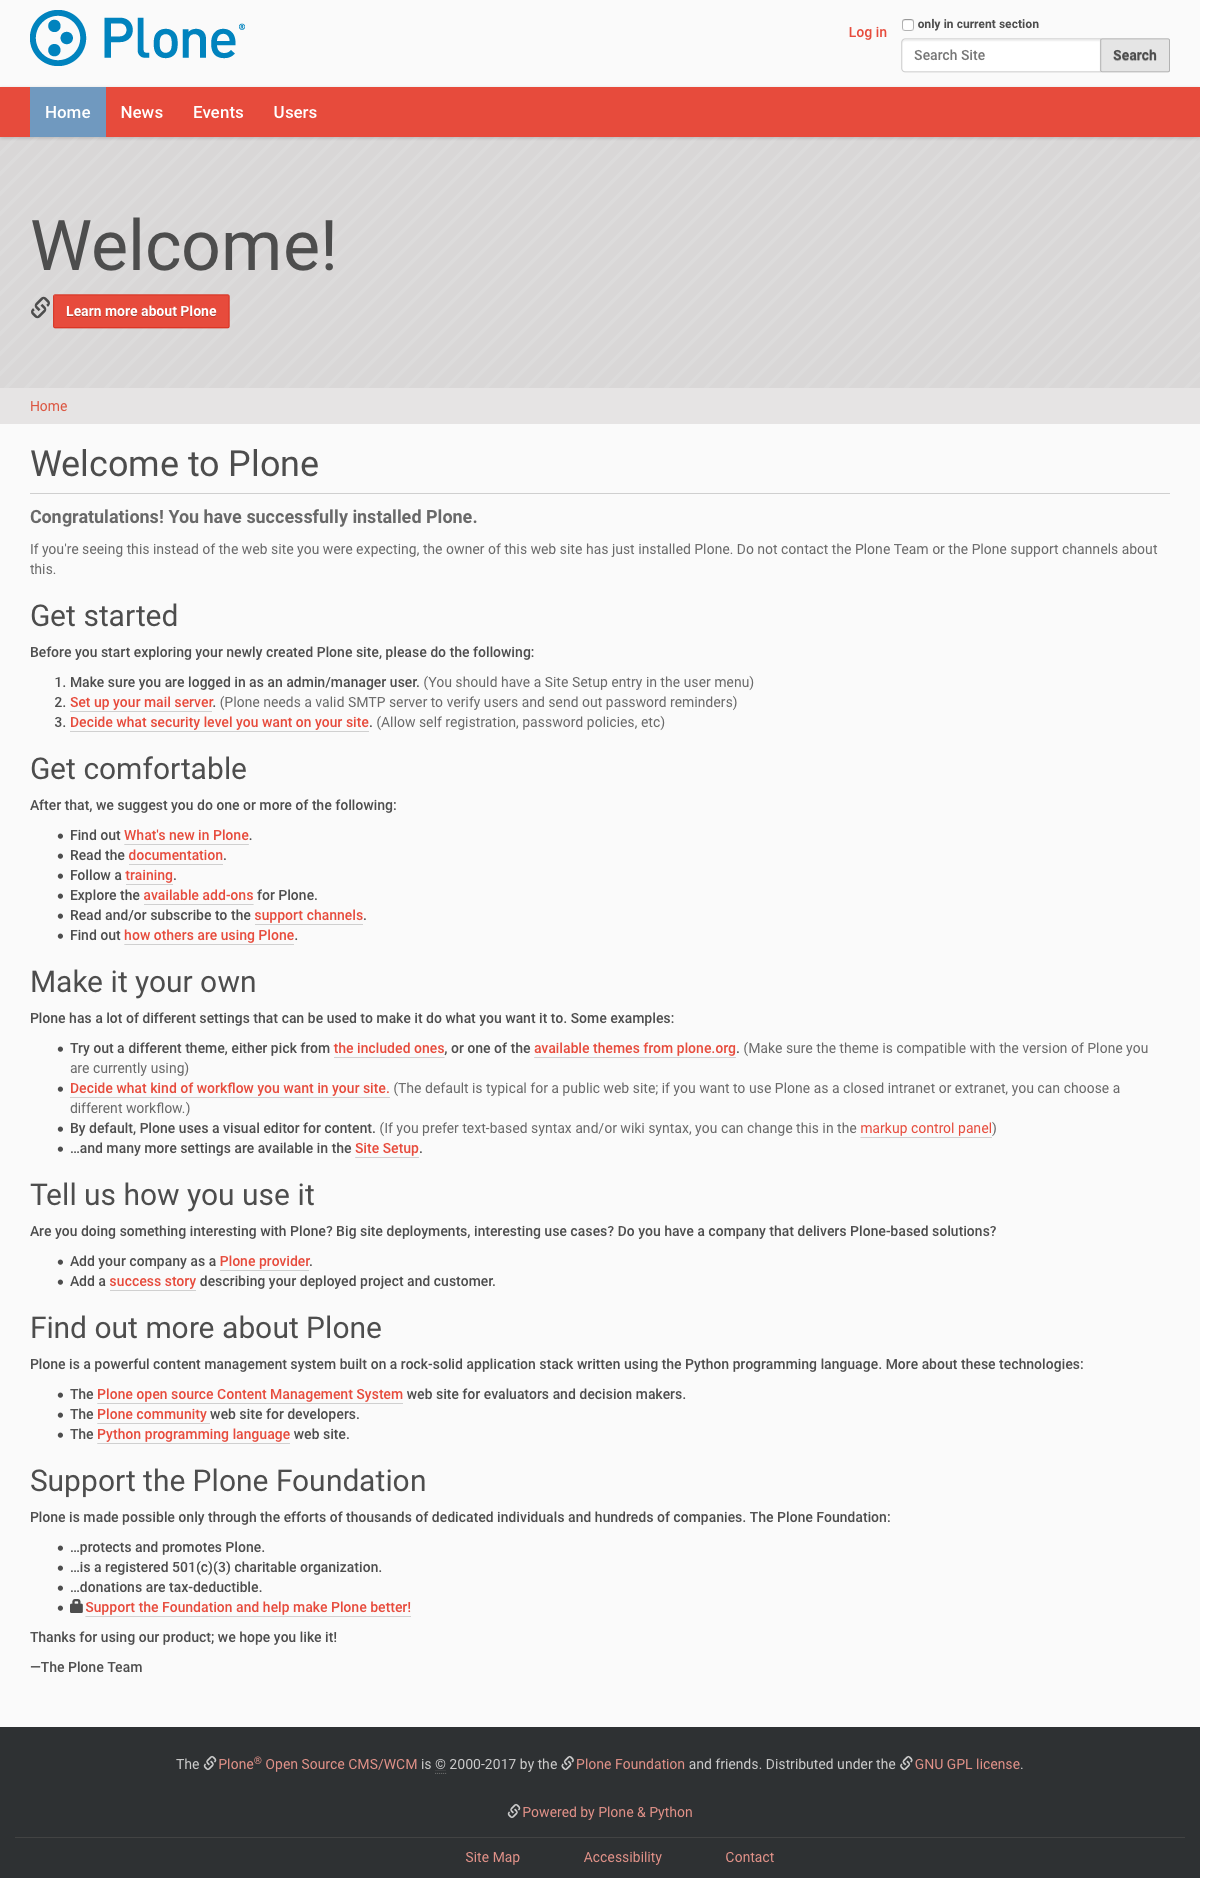 Plone®
Log in
only in current section
Search Site
Search
Home
News
Events
Users
Welcome!
Learn more about Plone
Home
Welcome to Plone
Congratulations! You have successfully installed Plone.
If you're seeing this instead of the web site you were expecting, the owner of this web site has just installed Plone. Do not contact the Plone Team or the Plone support channels about
this.
Get started
Before you start exploring your newly created Plone site, please do the following:
1. Make sure you are logged in as an admin/manager user. (You should have a Site Setup entry in the user menu)
2. Set up your mail server. (Plone needs a valid SMTP server to verify users and send out password reminders)
3. Decide what security level you want on your site. (Allow self registration, password policies, etc)
Get comfortable
After that, we suggest you do one or more of the following:
• Find out What's new in Plone.
• Read the documentation.
• Follow a training.
• Explore the available add-ons for Plone.
• Read and/or subscribe to the support channels.
• Find out how others are using Plone.
Make it your own
Plone has a lot of different settings that can be used to make it do what you want it to. Some examples:
• Try out a different theme, either pick from the included ones, or one of the available themes from plone.org. (Make sure the theme is compatible with the version of Plone you
are currently using)
• Decide what kind of workflow you want in your site. (The default is typical for a public web site; if you want to use Plone as a closed intranet or extranet, you can choose a
different workflow.)
• By default, Plone uses a visual editor for content. (If you prefer text-based syntax and/or wiki syntax, you can change this in the markup control panel)
• …and many more settings are available in the Site Setup.
Tell us how you use it
Are you doing something interesting with Plone? Big site deployments, interesting use cases? Do you have a company that delivers Plone-based solutions?
• Add your company as a Plone provider.
• Add a success story describing your deployed project and customer.
Find out more about Plone
Plone is a powerful content management system built on a rock-solid application stack written using the Python programming language. More about these technologies:
• The Plone open source Content Management System web site for evaluators and decision makers.
• The Plone community web site for developers.
• The Python programming language web site.
Support the Plone Foundation
Plone is made possible only through the efforts of thousands of dedicated individuals and hundreds of companies. The Plone Foundation:
• …protects and promotes Plone.
• …is a registered 501(c)(3) charitable organization.
• …donations are tax-deductible.
• Support the Foundation and help make Plone better!
Thanks for using our product; we hope you like it!
—The Plone Team
The Plone® Open Source CMS/WCM is © 2000-2017 by the Plone Foundation and friends. Distributed under the GNU GPL license.
Powered by Plone & Python
Site Map
Accessibility
Contact